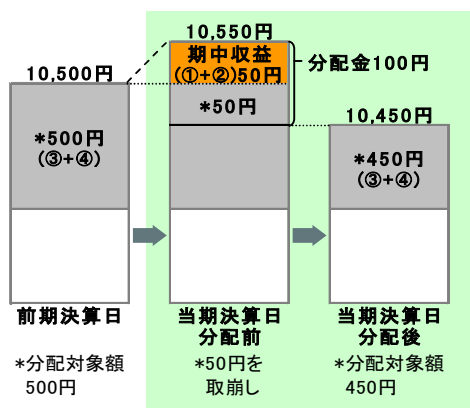 10,550円
期中収益
(①+②)50円
分配金100円
10,500円
*50円
10,450円
*500円
(③+④)
*450円
(③+④)
前期決算日
当期決算日
分配前
当期決算日
分配後
*分配対象額
500円
*50円を
取崩し
*分配対象額
450円